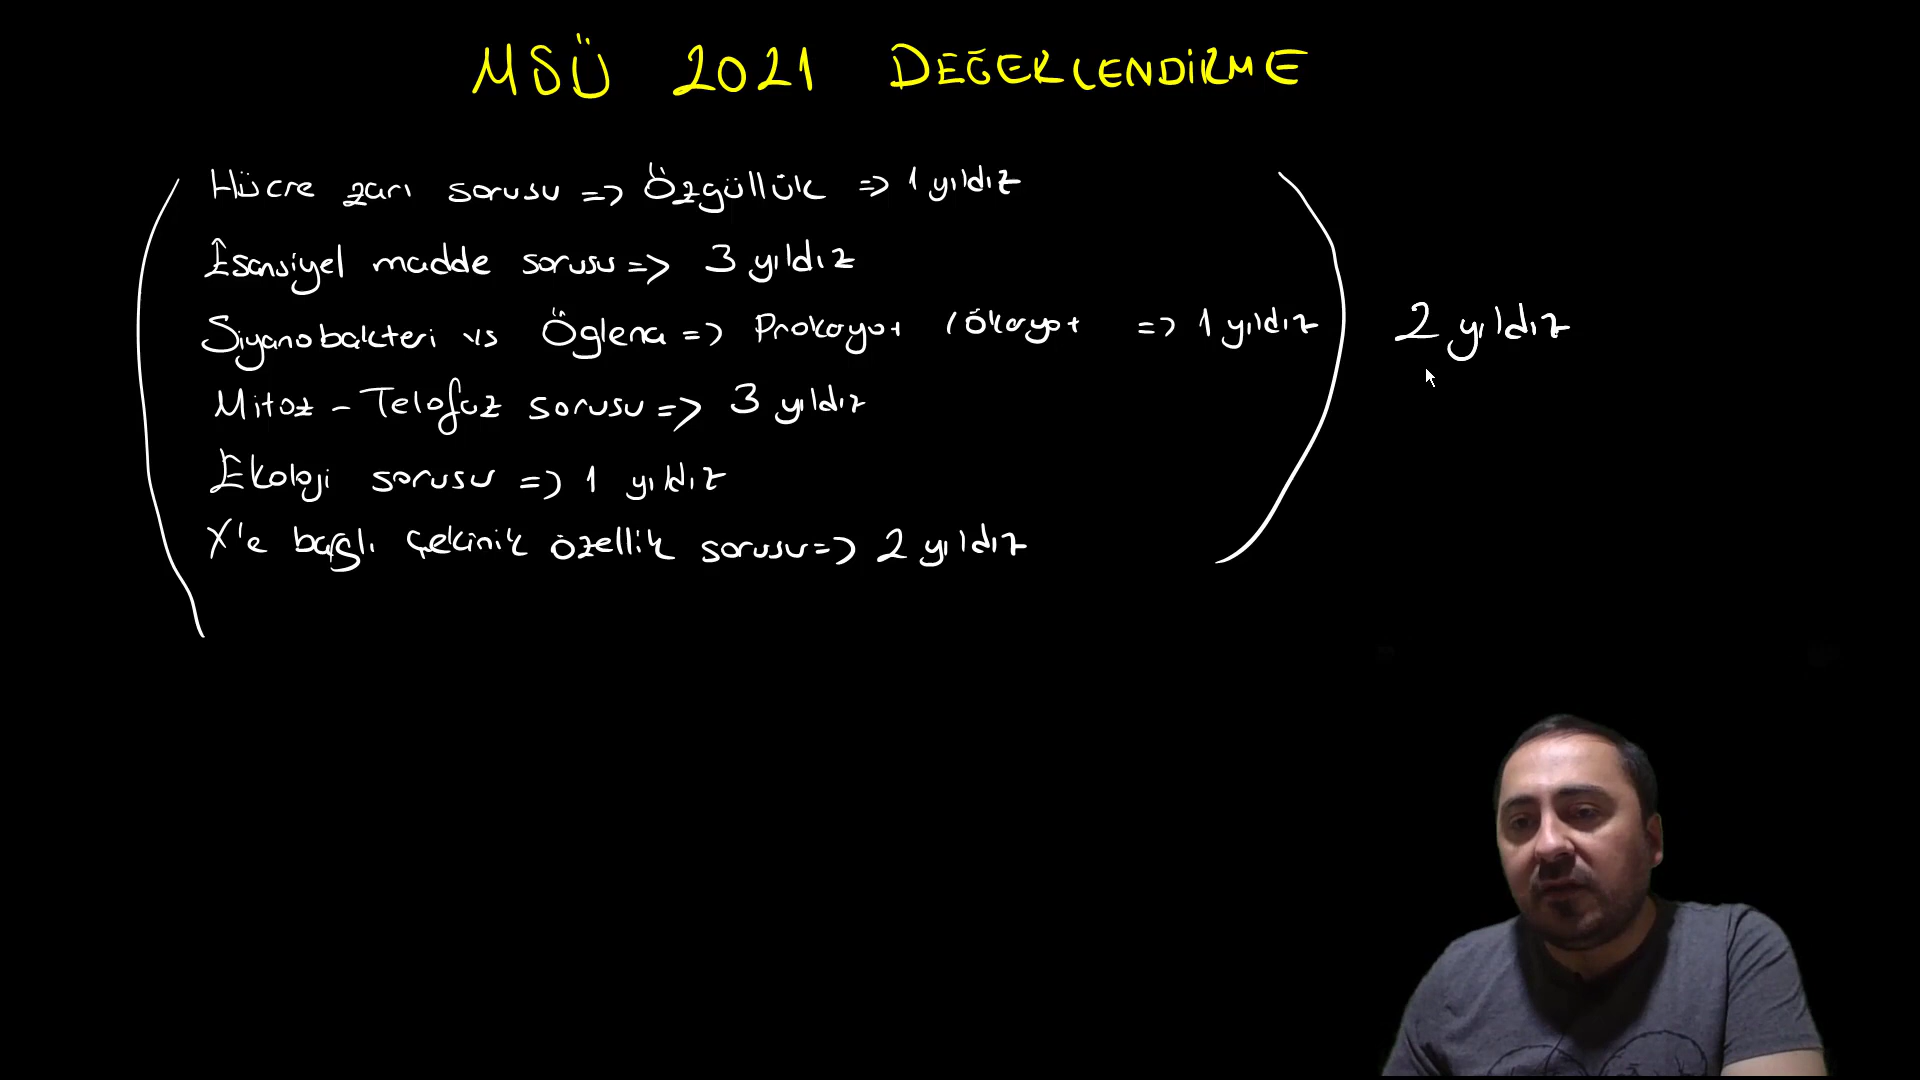 MSÜ 2021 DEĞERLENDİRME
Hücre zarı sorusu => Özgüllük => 1 yıldız
Esansiyel madde sorusu => 3 yıldız
Siyanobakteri vs Öglena => Prokaryot / Ökaryot => 1 yıldız
Mitoz - Telofaz sorusu => 3 yıldız
Ekoloji sorusu => 1 yıldız
X'e bağlı çekinik özellik sorusu => 2 yıldız
2 yıldız